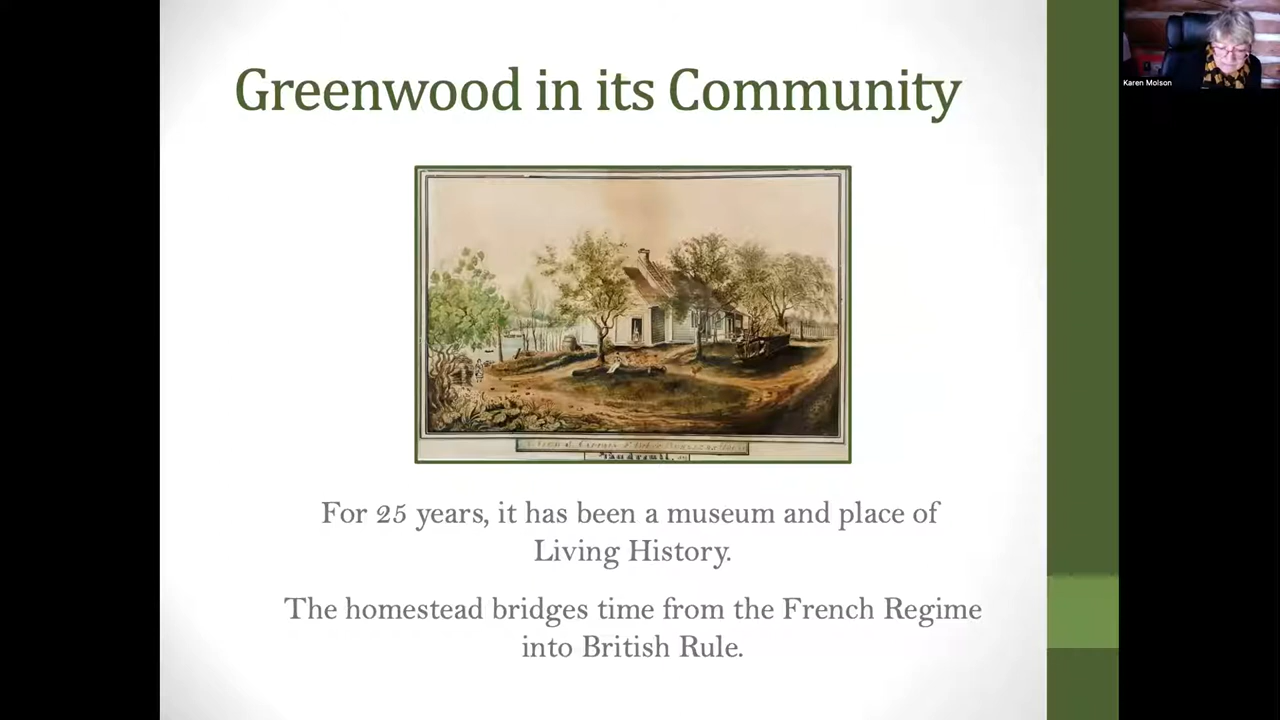 Greenwood in its Community
Karen Molson
Vaudreuil.
For 25 years, it has been a museum and place of
Living History.
The homestead bridges time from the French Regime
into British Rule.